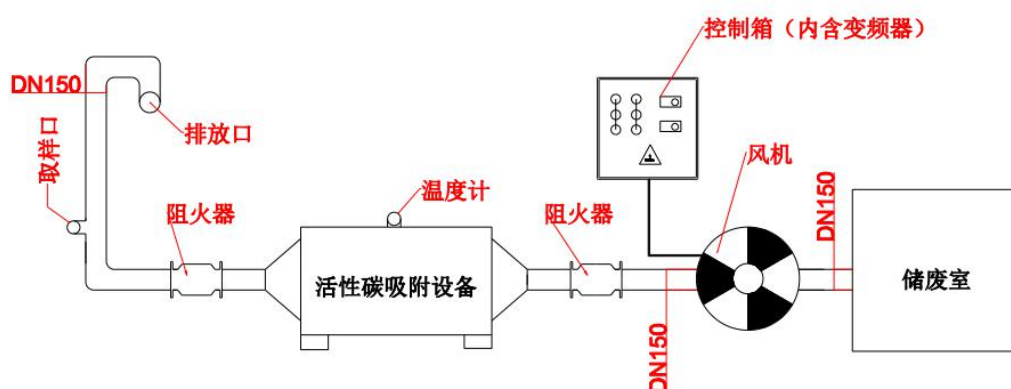 控制箱（内含变频器）
DN150
排放口
取样口
温度计
阻火器
阻火器
风机
DN150
DN150
活性碳吸附设备
储废室